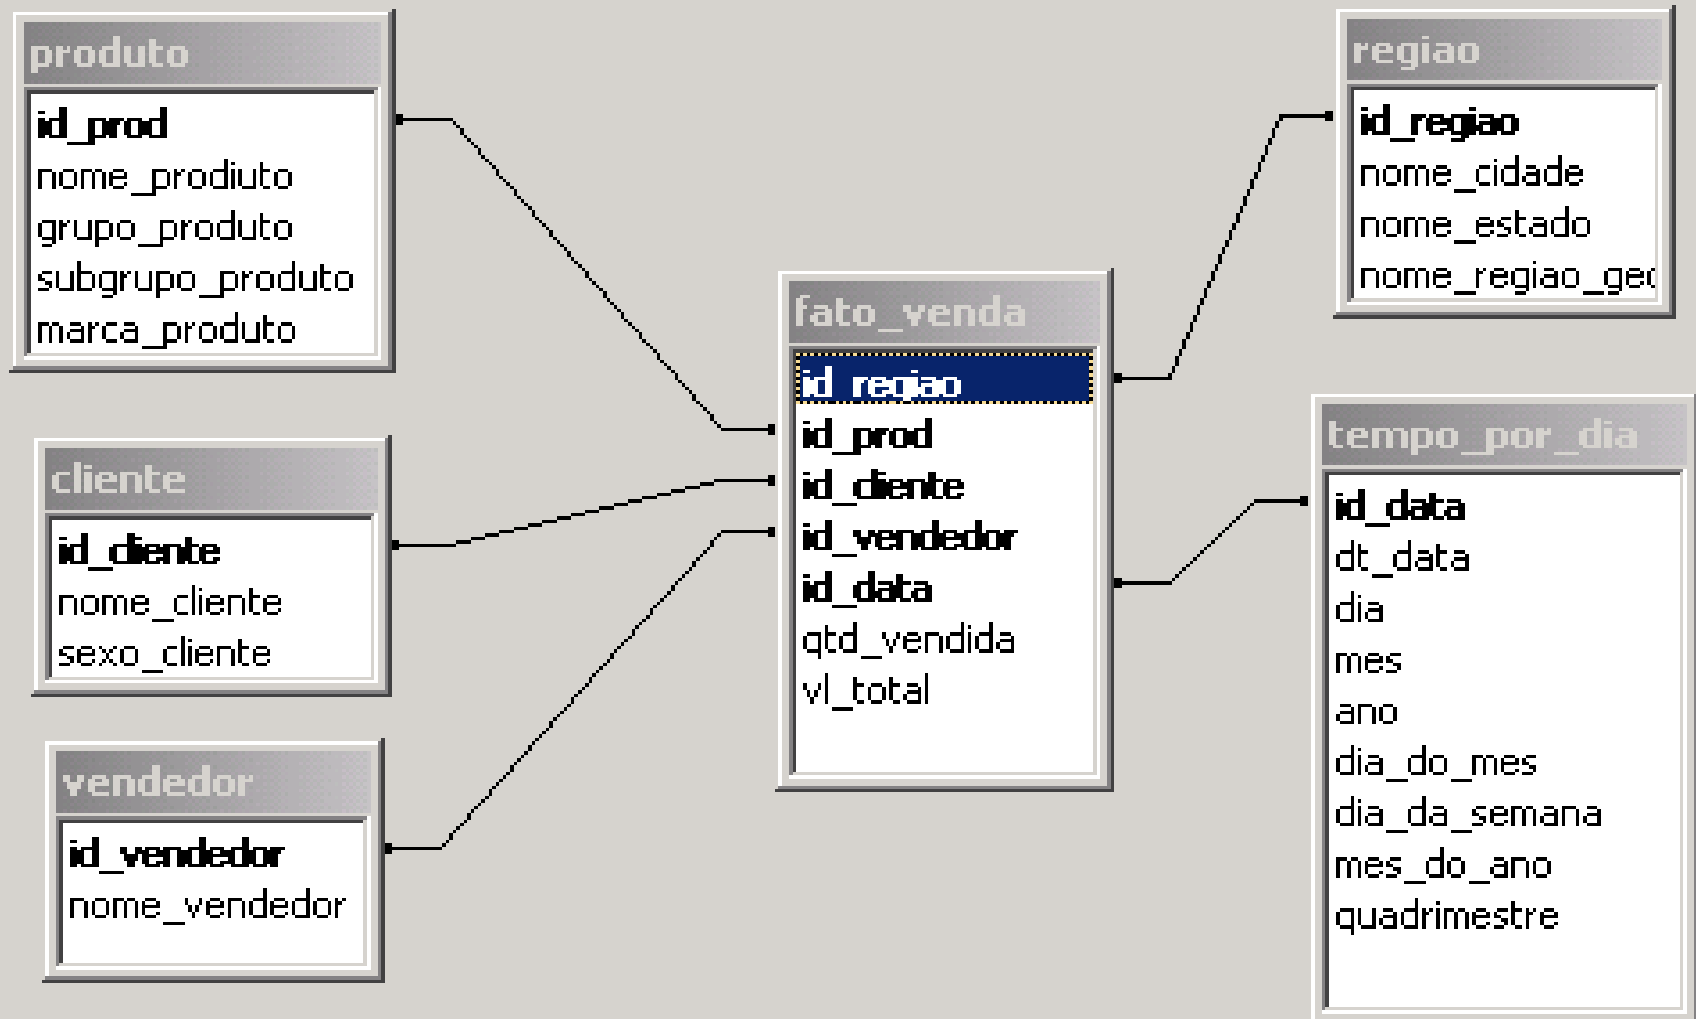 produto
id_prod
nome_prodiuto
grupo_produto
subgrupo_produto
marca_produto
cliente
id_cliente
nome_cliente
sexo_cliente
vendedor
id_vendedor
nome_vendedor
fato_venda
id_regiao
id_prod
id_cliente
id_vendedor
id_data
qtd_vendida
vl_total
regiao
id_regiao
nome_cidade
nome_estado
nome_regiao_geo
tempo_por_dia
id_data
dt_data
dia
mes
ano
dia_do_mes
dia_da_semana
mes_do_ano
quadrimestre